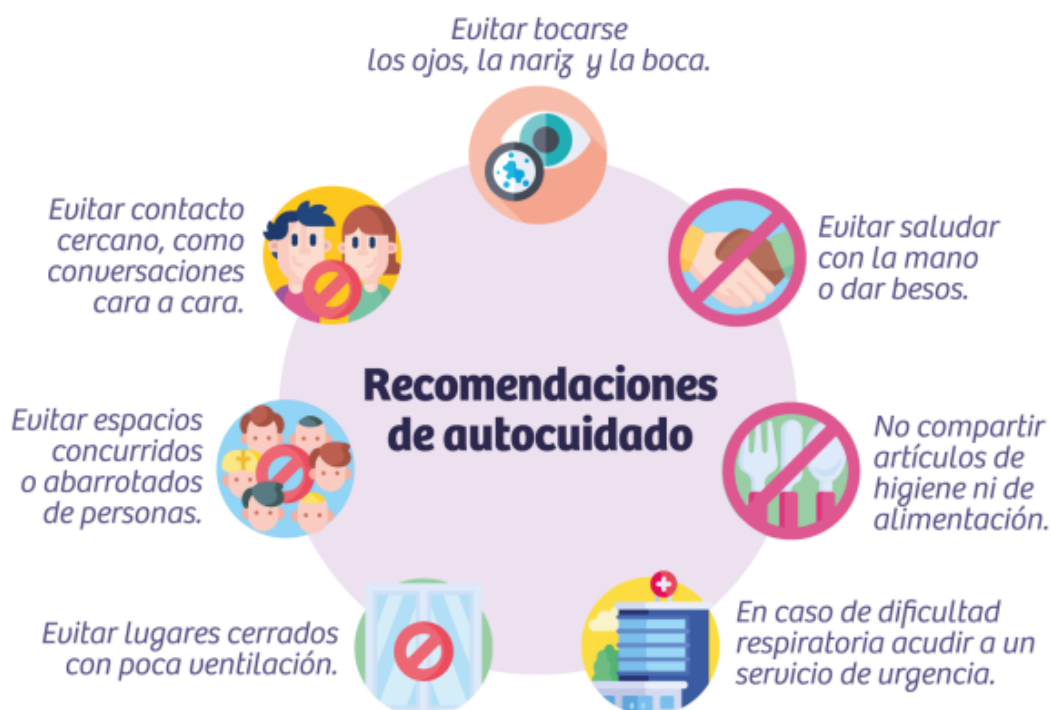 Evitar tocarse
los ojos, la nariz y la boca.
Evitar contacto
cercano, como
conversaciones
cara a cara.
Evitar saludar
con la mano
o dar besos.
Recomendaciones
de autocuidado
Evitar espacios
concurridos
o abarrotados
de personas.
No compartir
artículos de
higiene ni de
alimentación.
Evitar lugares cerrados
con poca ventilación.
En caso de dificultad
respiratoria acudir a un
servicio de urgencia.